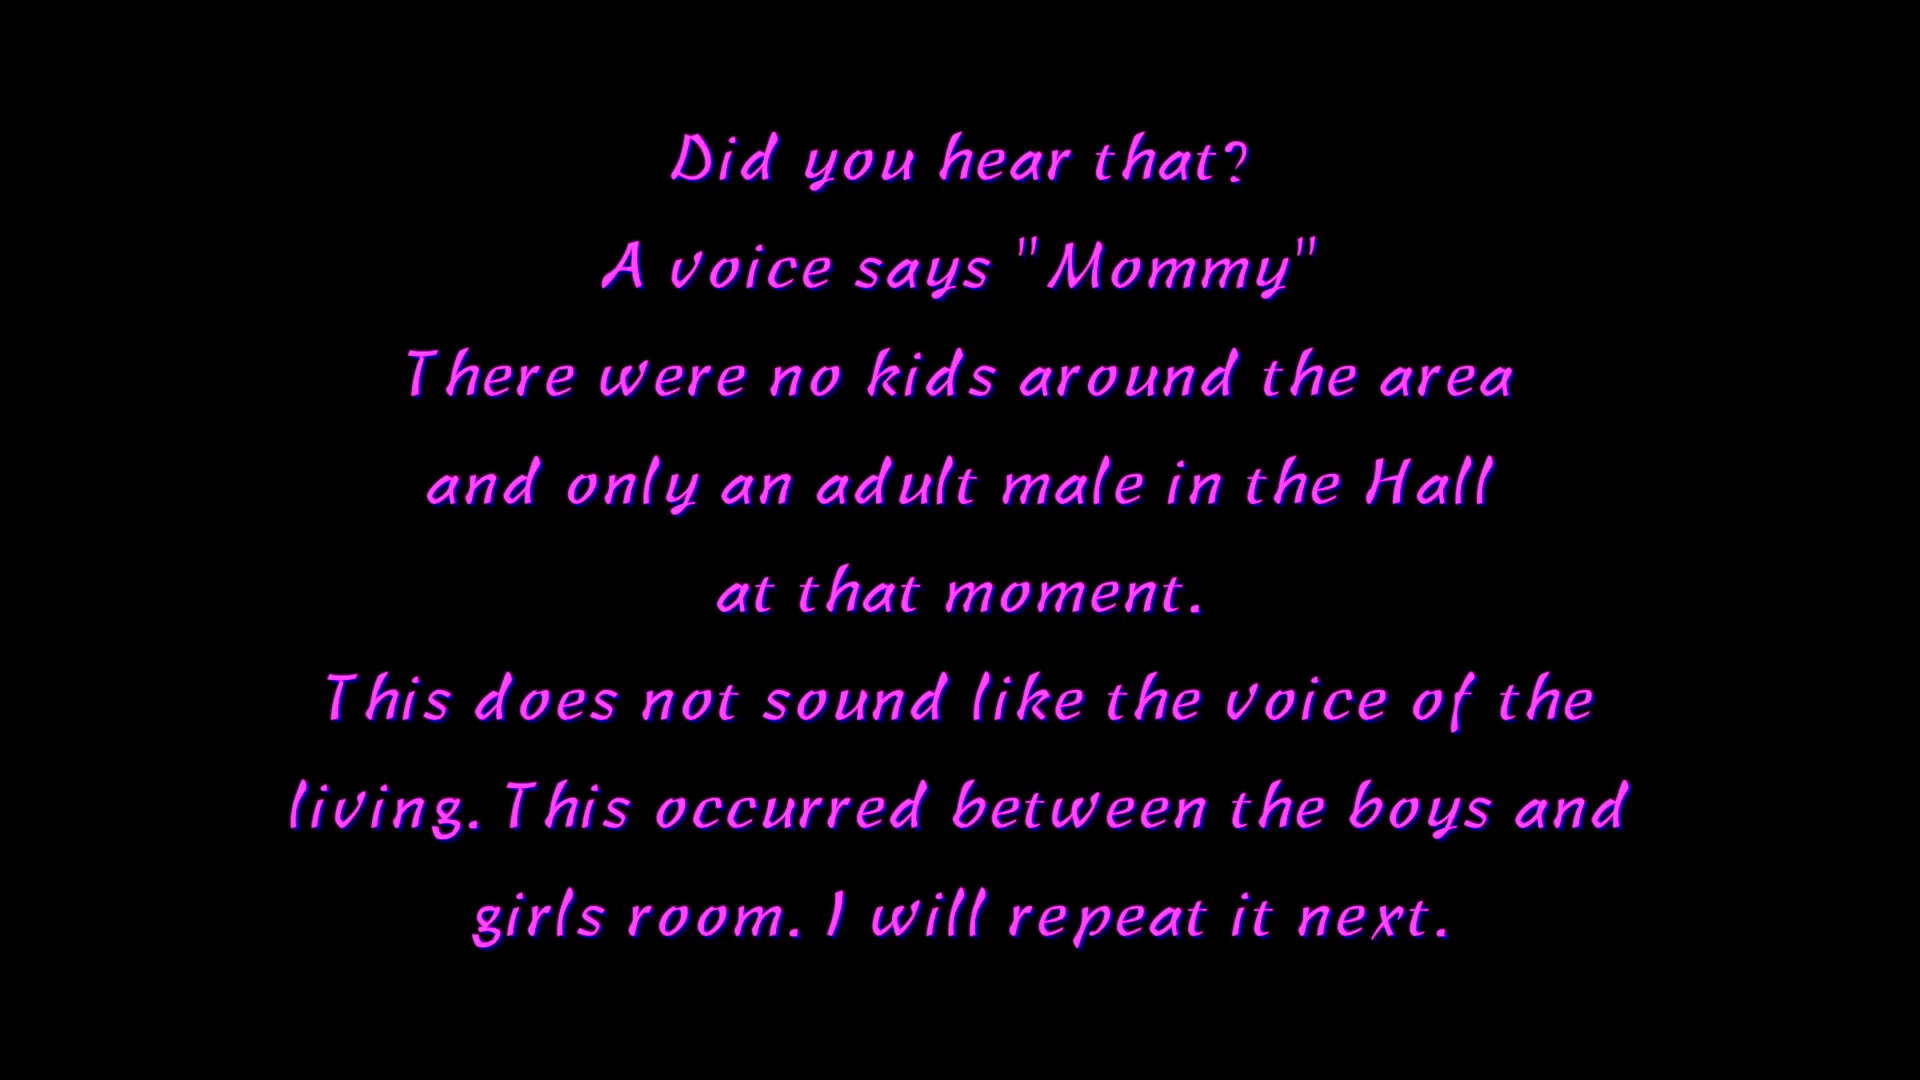 Did you hear that?
A voice says "Mommy"
There were no kids around the area
and only an adult male in the Hall
at that moment.
This does not sound like the voice of the
living. This occurred between the boys and
girls room. I will repeat it next.